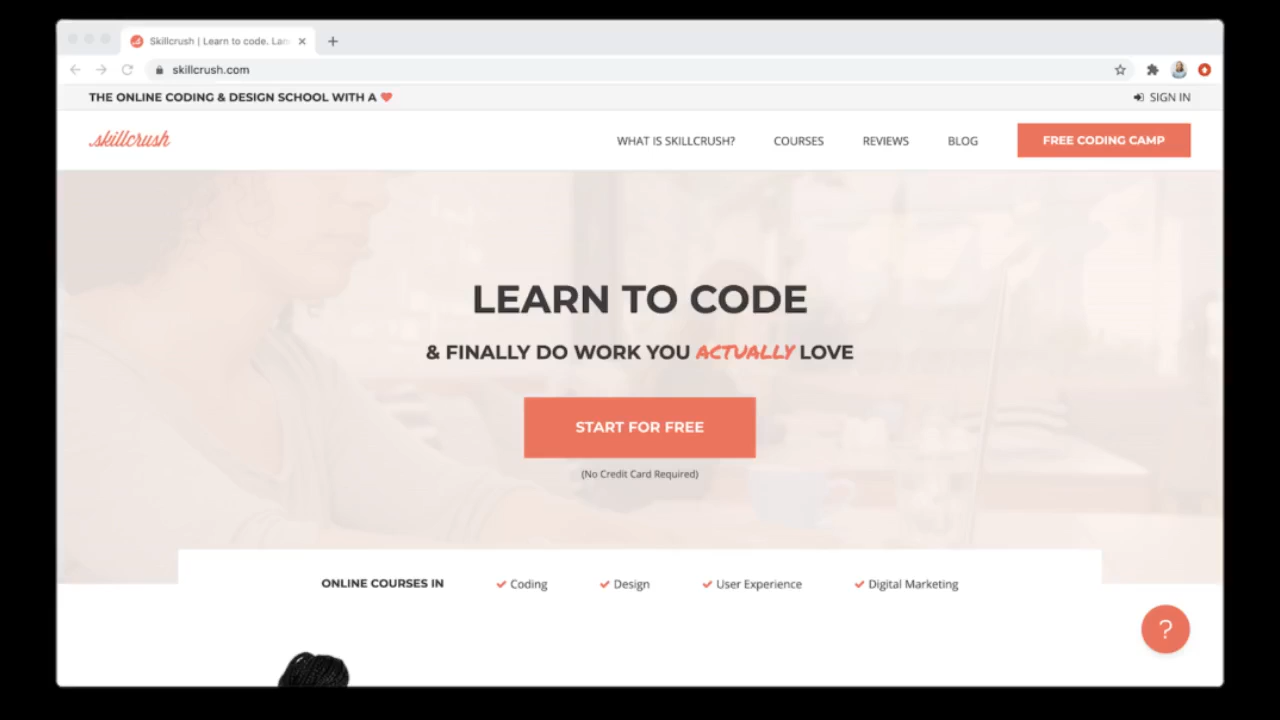 Skillcrush | Learn to code. Lan
skillcrush.com
THE ONLINE CODING & DESIGN SCHOOL WITH A ❤
SIGN IN
skillcrush
WHAT IS SKILLCRUSH?
COURSES
REVIEWS
BLOG
FREE CODING CAMP
LEARN TO CODE
& FINALLY DO WORK YOU ACTUALLY LOVE
START FOR FREE
(No Credit Card Required)
ONLINE COURSES IN
Coding
Design
User Experience
Digital Marketing
?